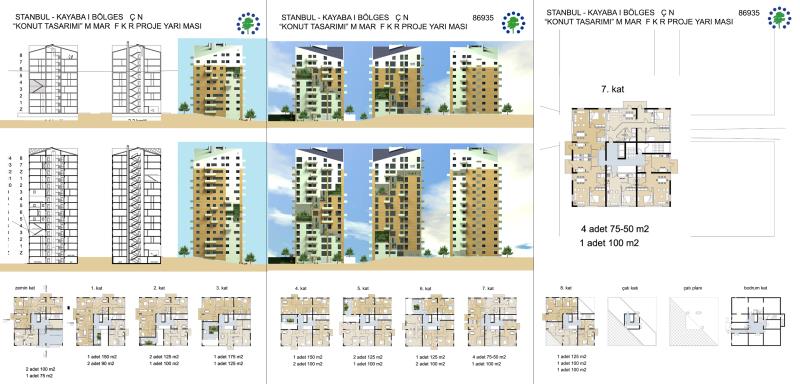 STANBUL - KAYABA I BÖLGES Ç N
"KONUT TASARIMI" M MAR F K R PROJE YARI MASI
STANBUL - KAYABA I BÖLGES Ç N 86935
"KONUT TASARIMI" M MAR F K R PROJE YARI MASI
STANBUL - KAYABA I BÖLGES Ç N 86935
"KONUT TASARIMI" M MAR F K R PROJE YARI MASI
7. kat
4 adet 75-50 m2
1 adet 100 m2
zemin kat
2 adet 100 m2
1 adet 75 m2
1. kat
1 adet 150 m2
2 adet 90 m2
2. kat
2 adet 125 m2
1 adet 100 m2
3. kat
1 adet 175 m2
1 adet 125 m2
4. kat
1 adet 150 m2
2 adet 100 m2
5. kat
2 adet 125 m2
1 adet 100 m2
6. kat
2 adet 125 m2
1 adet 100 m2
7. kat
4 adet 75-50 m2
1 adet 100 m2
8. kat
1 adet 125 m2
1 adet 100 m2
1 adet 100 m2
çatı katı
çatı planı
bodrum kat